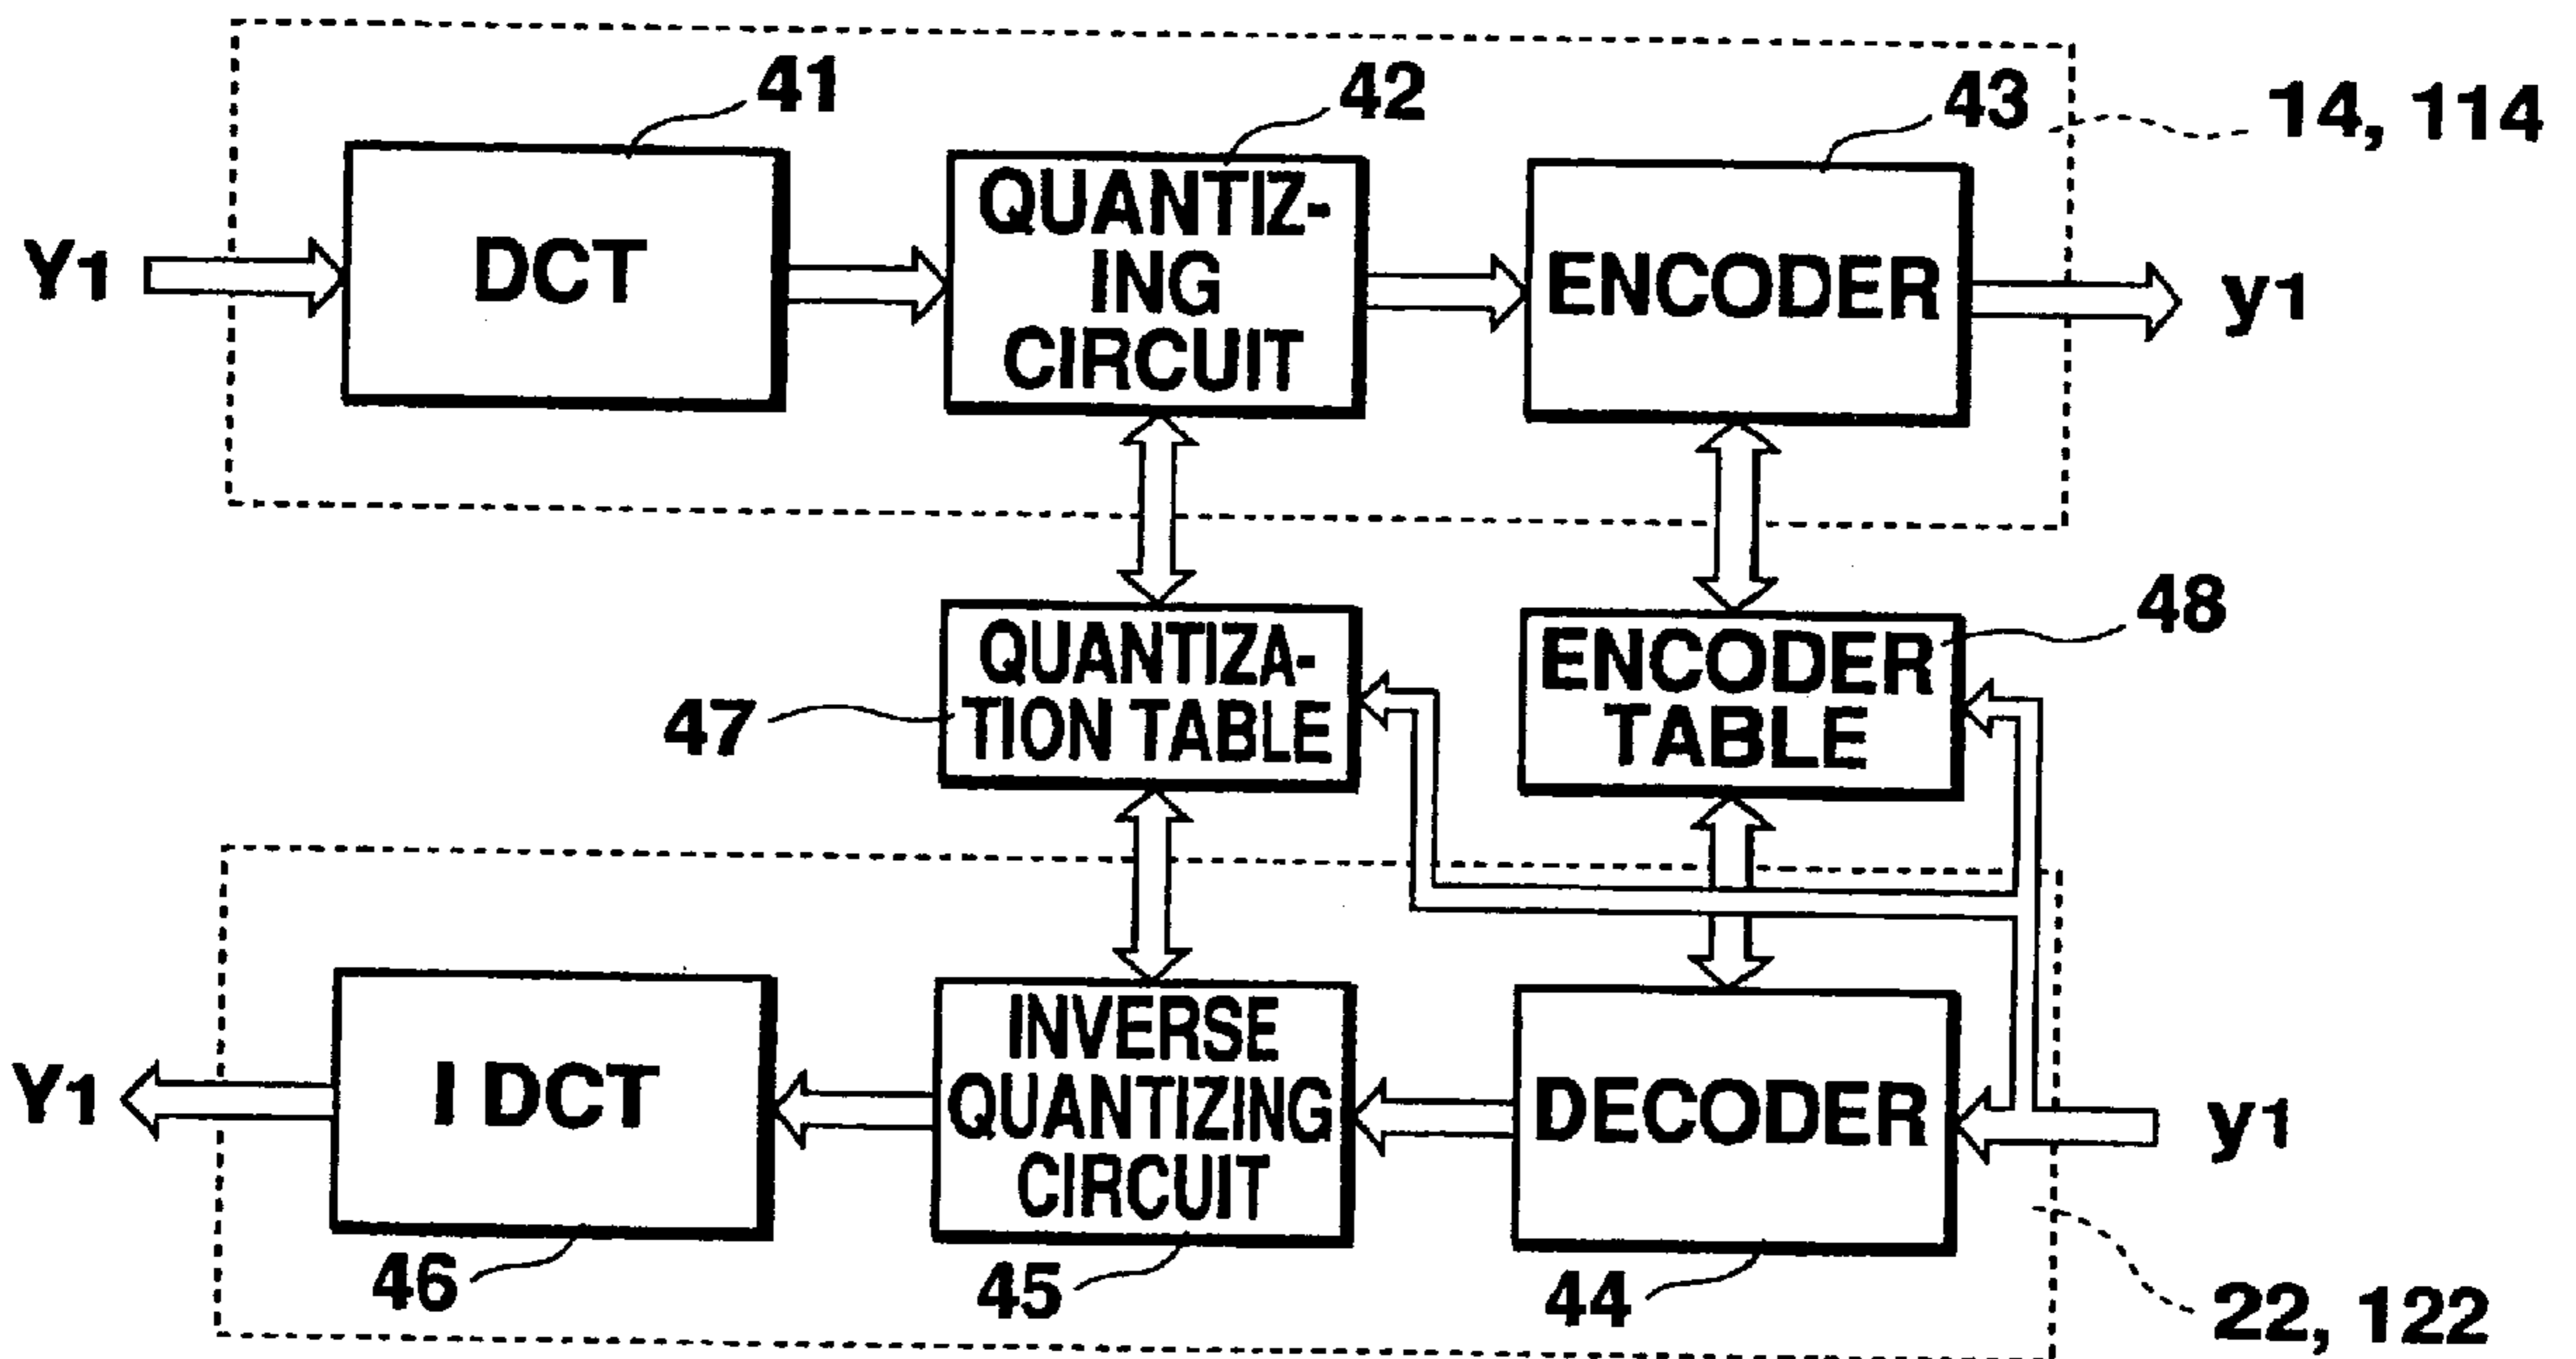 41
42
43
14, 114
Y1
DCT
QUANTIZ-
ING
CIRCUIT
ENCODER
y1
47
QUANTIZA-
TION TABLE
ENCODER
TABLE
48
Y1
I DCT
INVERSE
QUANTIZING
CIRCUIT
DECODER
y1
46
45
44
22, 122